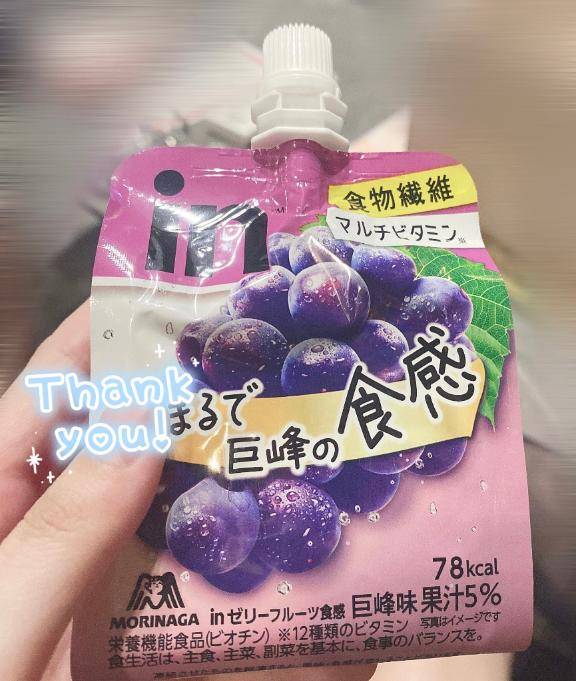 in
食物繊維
マルチビタミン※
Thank you!
まるで
巨峰の食感
78kcal
MORINAGA inゼリーフルーツ食感 巨峰味 果汁5%
栄養機能食品(ビオチン) ※12種類のビタミン 写真はイメージです
食生活は、主食、主菜、副菜を基本に、食事のバランスを。